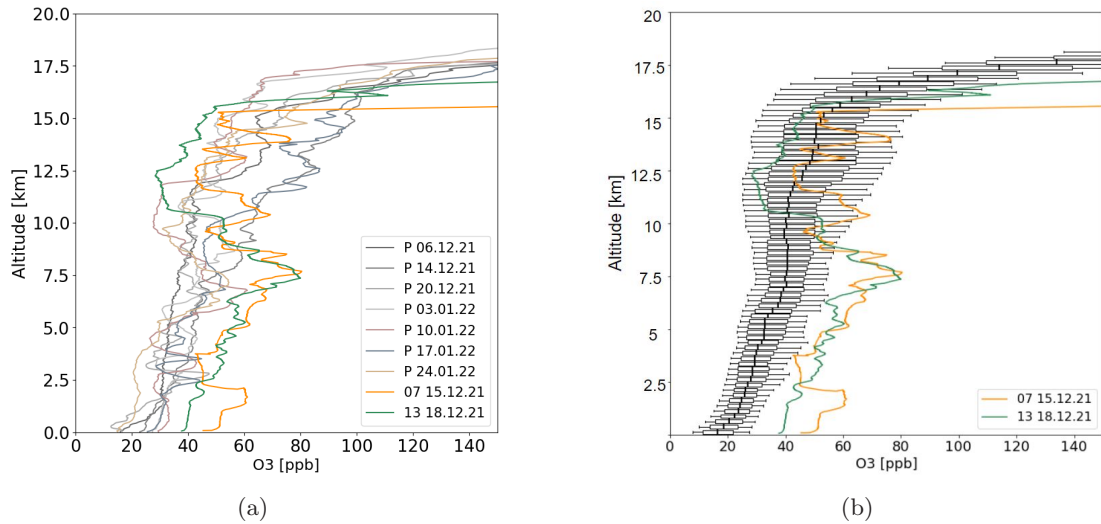 20.0
17.5
15.0
12.5
10.0
7.5
5.0
2.5
0.0
Altitude [km]
P 06.12.21
P 14.12.21
P 20.12.21
P 03.01.22
P 10.01.22
P 17.01.22
P 24.01.22
07 15.12.21
13 18.12.21
0 20 40 60 80 100 120 140
O3 [ppb]
(a)
20
17.5
15
12.5
10
7.5
5
2.5
Altitude [km]
07 15.12.21
13 18.12.21
0 20 40 60 80 100 120 140
O3 [ppb]
(b)